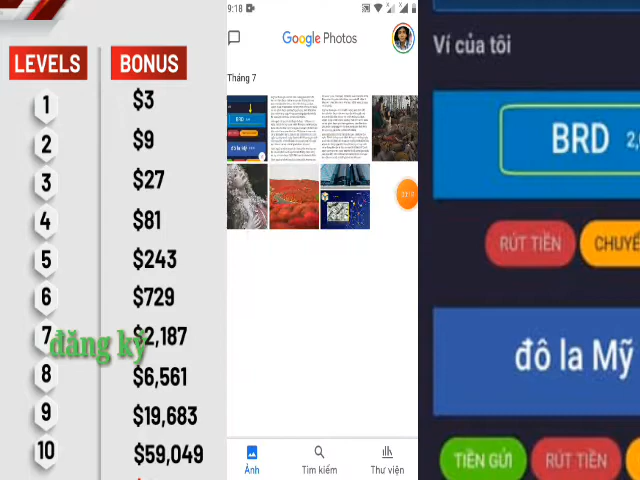 LEVELS BONUS
1 $3
2 $9
3 $27
4 $81
5 $243
6 $729
7 $2,187
đăng ký
8 $6,561
9 $19,683
10 $59,049
9:18
Google Photos
Tháng 7
BRD
Ảnh Tìm kiếm Thư viện
Ví của tôi
BRD
RÚT TIỀN
đô la Mỹ
TIỀN GỬI RÚT TIỀN